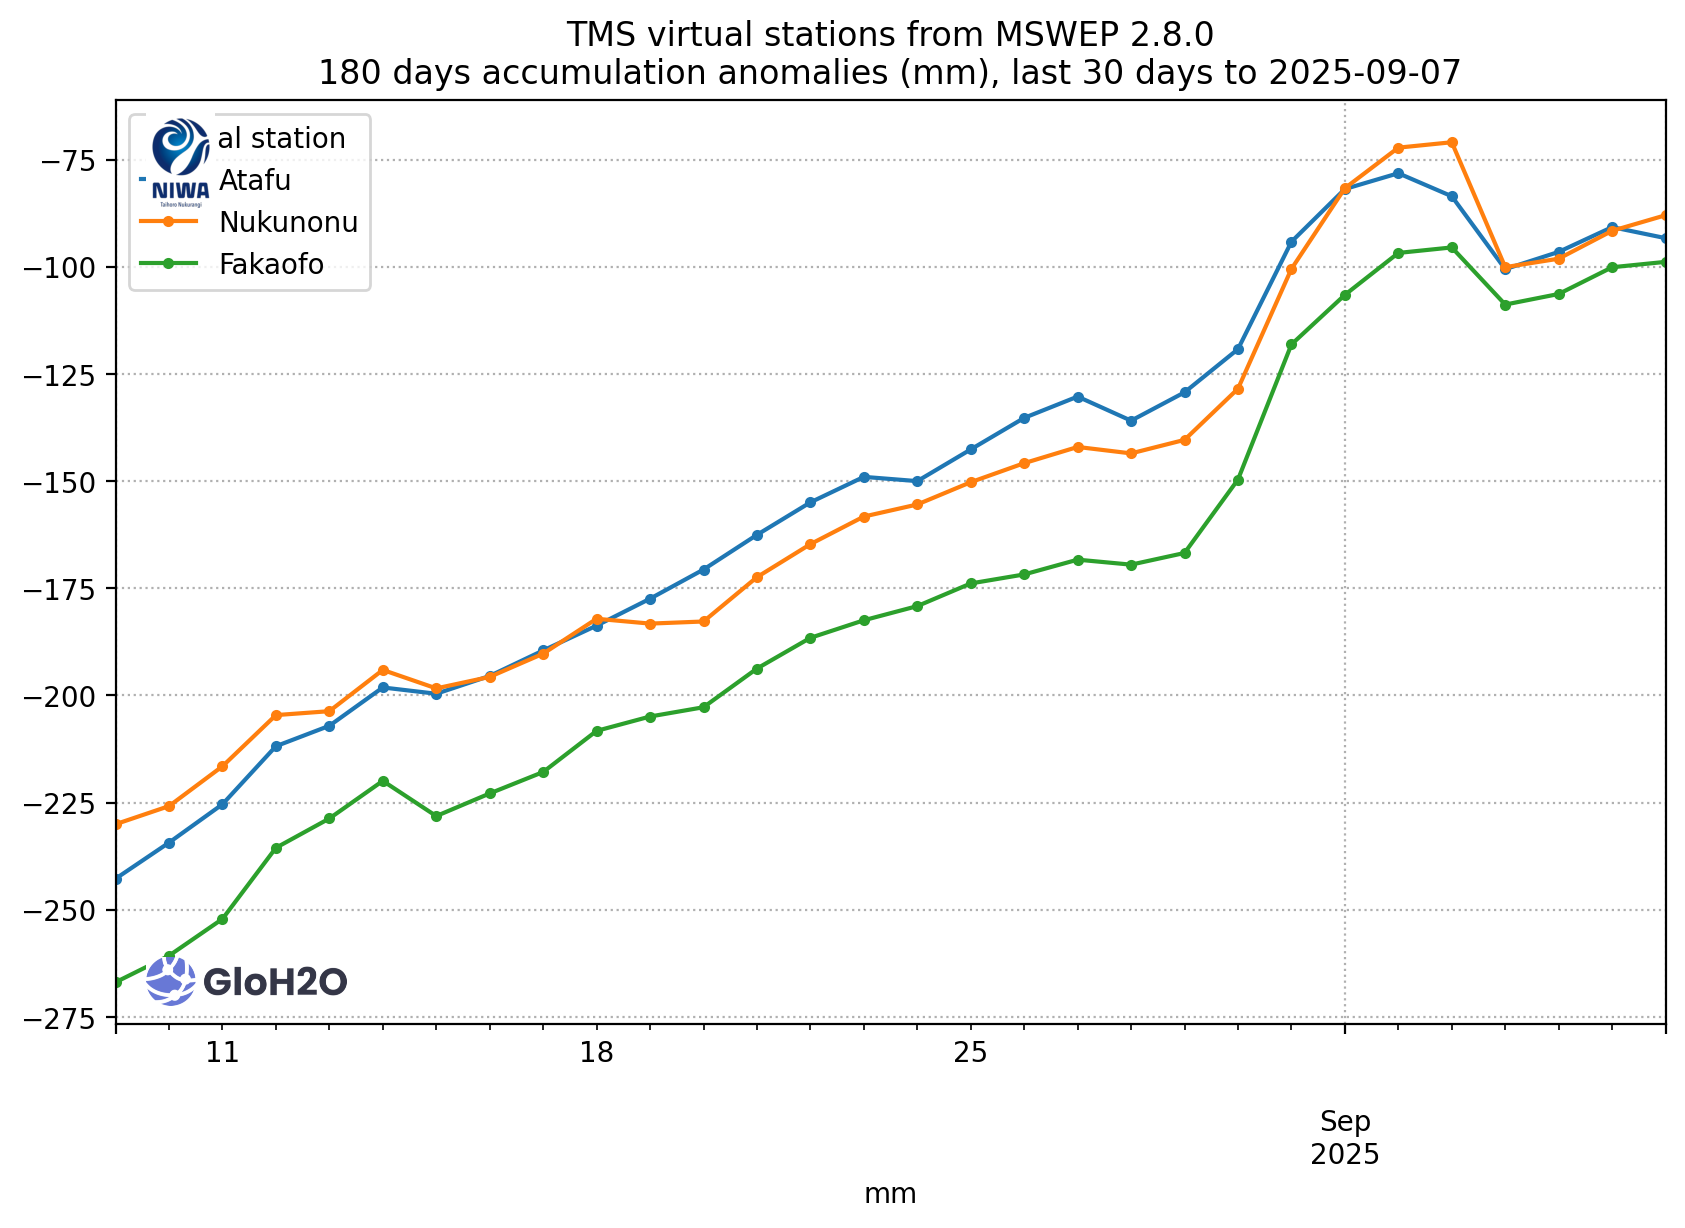 TMS virtual stations from MSWEP 2.8.0
180 days accumulation anomalies (mm), last 30 days to 2025-09-07
al station
Atafu
Nukunonu
Fakaofo
NIWA
Taihoro Nukurangi
−75
−100
−125
−150
−175
−200
−225
−250
−275
GloH2O
11
18
25
Sep
2025
mm